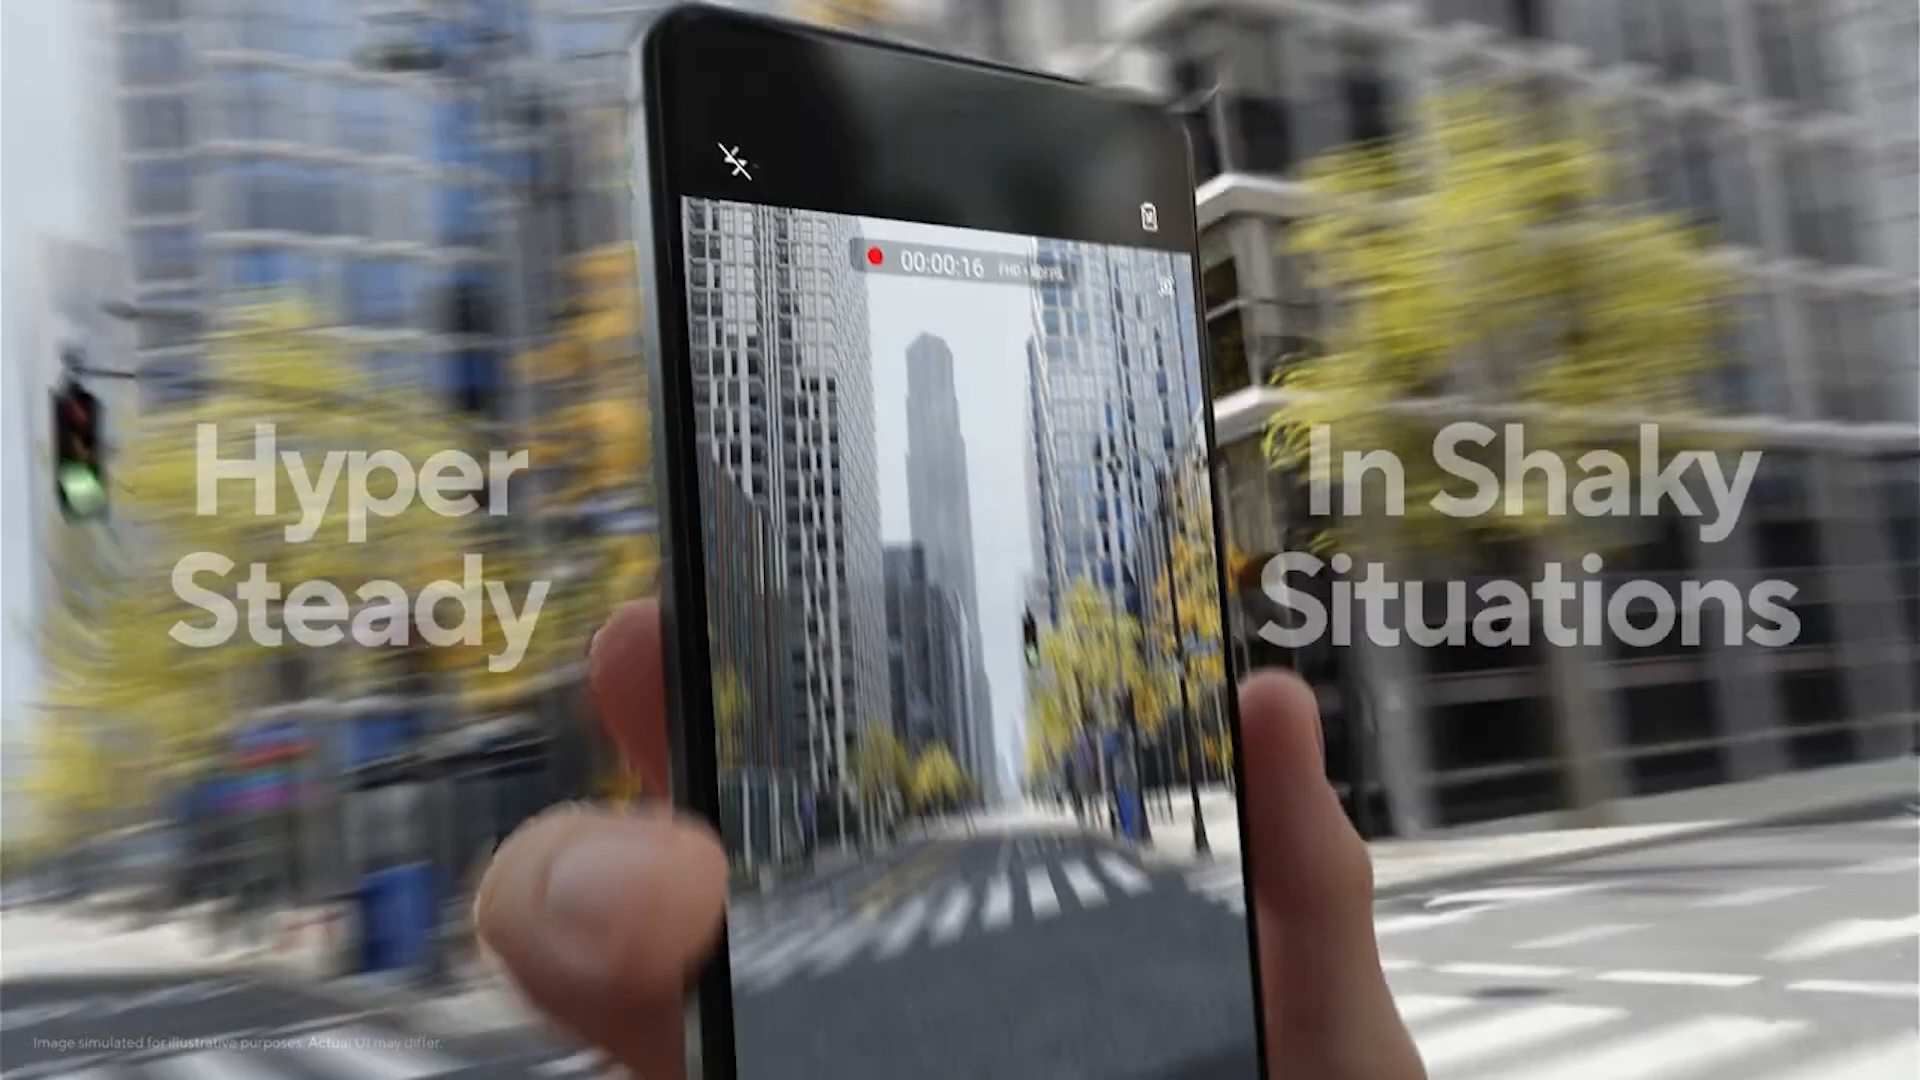 00:00:16
Hyper
Steady
In Shaky
Situations
Image simulated for illustrative purposes. Actual UI may differ.